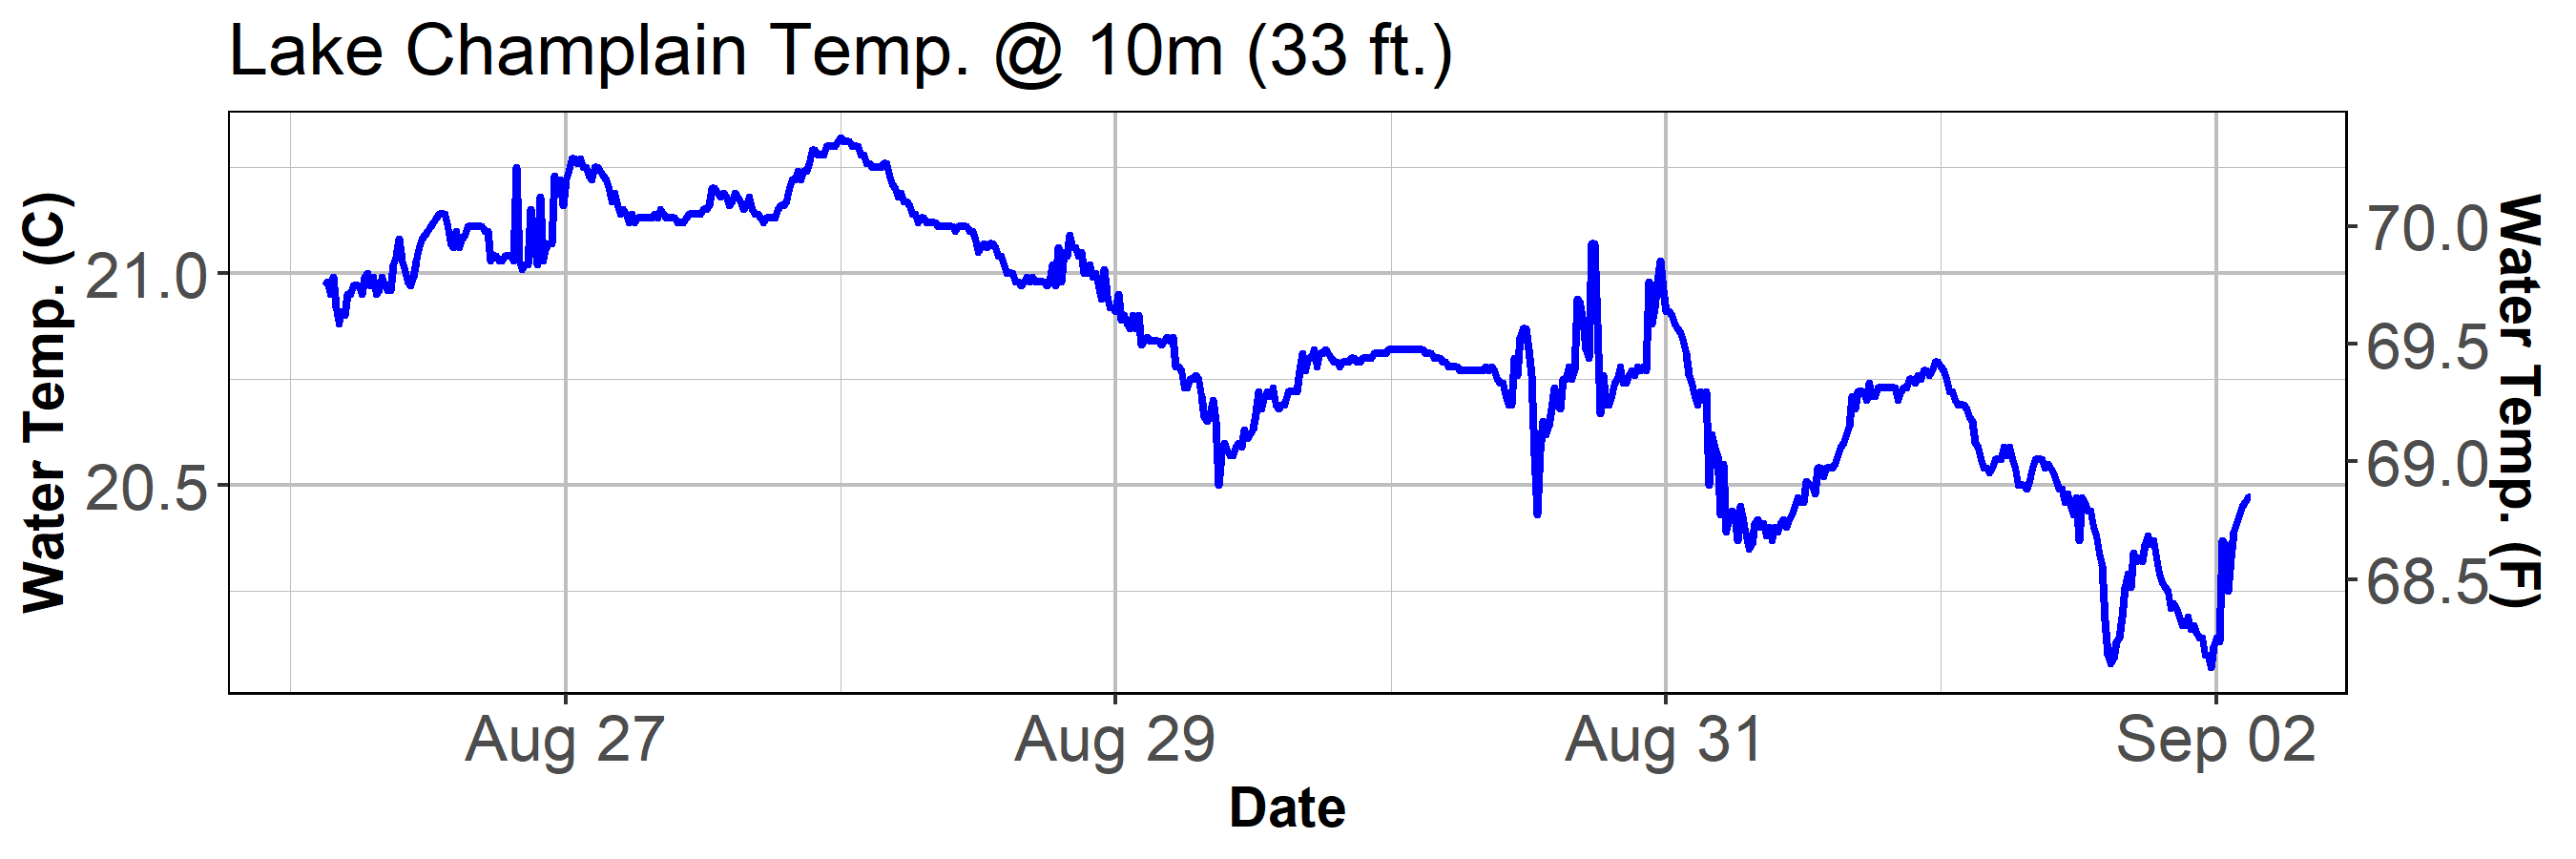 Lake Champlain Temp. @ 10m (33 ft.)
Water Temp. (C)
21.0
20.5
70.0
69.5
69.0
68.5
Water Temp. (F)
Aug 27
Aug 29
Aug 31
Sep 02
Date